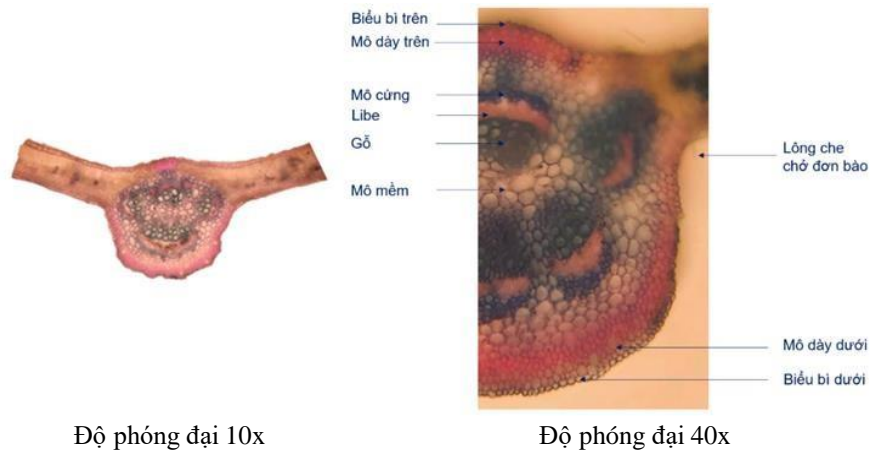 Biểu bì trên
Mô dày trên
Mô cứng
Libe
Gỗ
Mô mềm
Lông che
chở đơn bào
Mô dày dưới
Biểu bì dưới
Độ phóng đại 10x
Độ phóng đại 40x